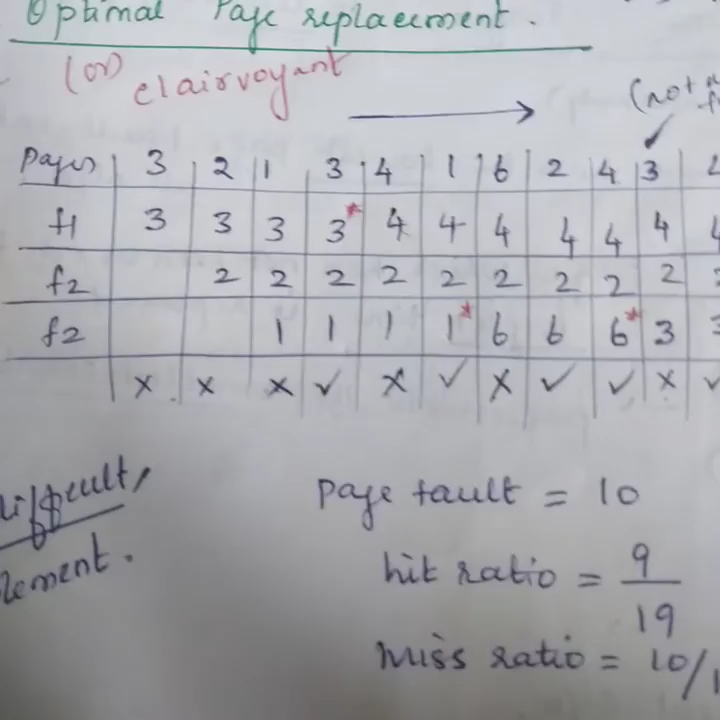 Optimal Page replacement.
(or) clairvoyant
(not
Pages 3 2 1 3 4 1 6 2 4 3
f1 3 3 3 3* 4 4 4 4 4 4
f2 2 2 2 2 2 2 2 2 2
f2 1 1 1 1* 6 6 6* 3
x x x ✓ x ✓ x ✓ ✓ x ✓
Page fault = 10
hit ratio = 9/19
Miss ratio = 10/1